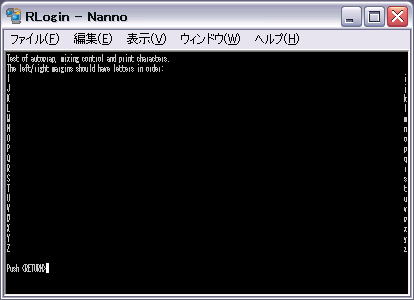 RLogin - Nanno
ファイル(F) 編集(E) 表示(V) ウィンドウ(W) ヘルプ(H)
Test of autowrap, mixing control and print characters.
The left/right margins should have letters in order:
I i
J j
K k
L l
M m
N n
O o
P p
Q q
R r
S s
T t
U u
V v
W w
X x
Y y
Z z
Push <RETURN>